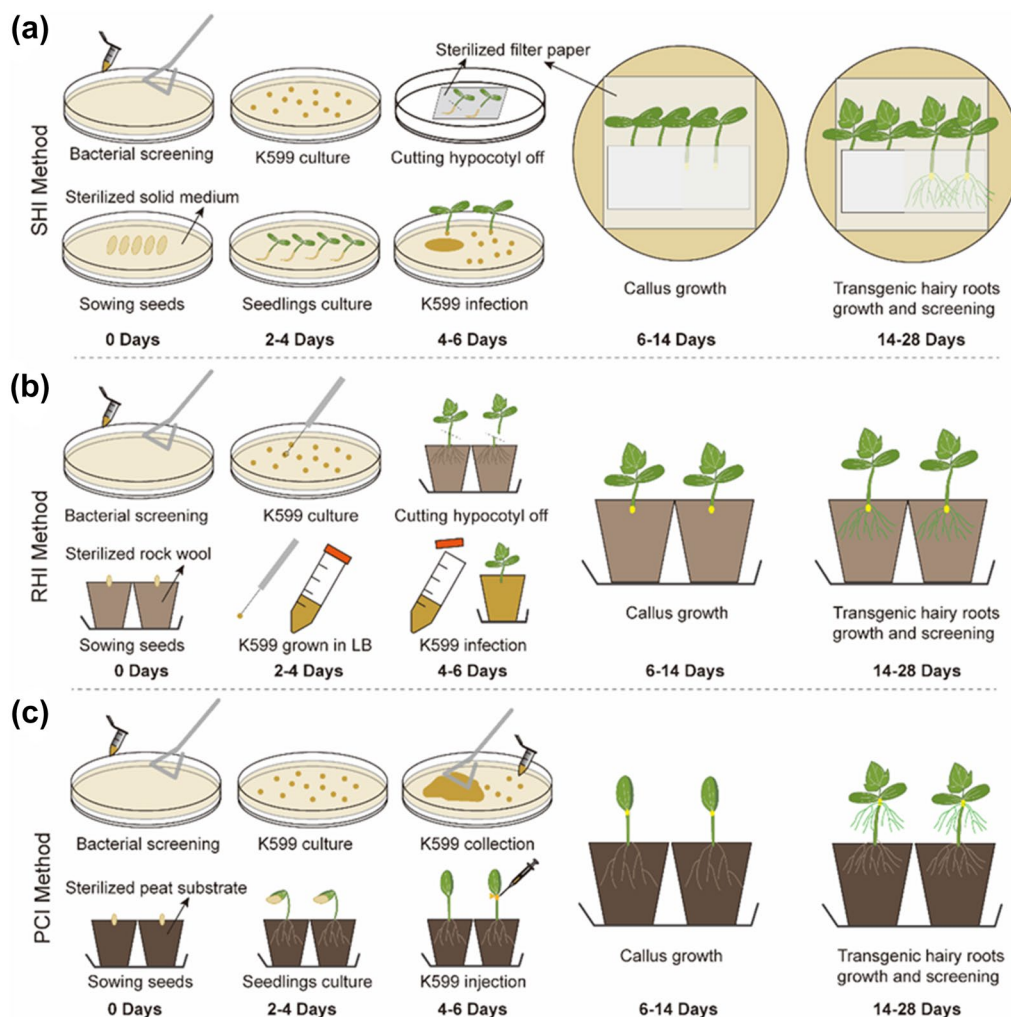 (a)
SHI Method
Sterilized filter paper
Bacterial screening
K599 culture
Cutting hypocotyl off
Sterilized solid medium
Sowing seeds
Seedlings culture
K599 infection
Callus growth
Transgenic hairy roots
growth and screening
0 Days
2-4 Days
4-6 Days
6-14 Days
14-28 Days
(b)
RHI Method
Bacterial screening
K599 culture
Cutting hypocotyl off
Sterilized rock wool
Sowing seeds
K599 grown in LB
K599 infection
Callus growth
Transgenic hairy roots
growth and screening
0 Days
2-4 Days
4-6 Days
6-14 Days
14-28 Days
(c)
PCI Method
Bacterial screening
K599 culture
K599 collection
Sterilized peat substrate
Sowing seeds
Seedlings culture
K599 injection
Callus growth
Transgenic hairy roots
growth and screening
0 Days
2-4 Days
4-6 Days
6-14 Days
14-28 Days